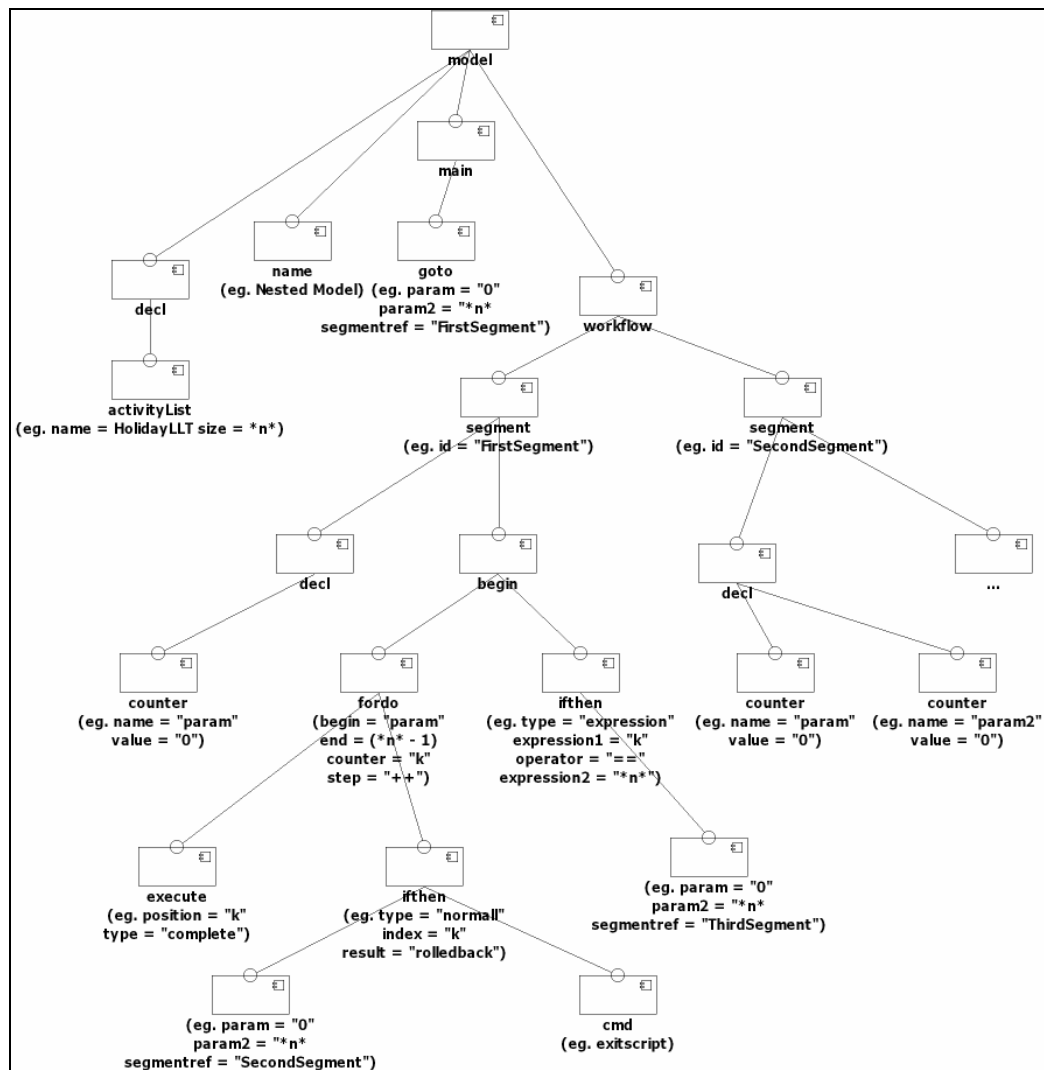 model
main
name
(eg. Nested Model)
goto
(eg. param = "0"
param2 = "*n*
segmentref = "FirstSegment")
decl
workflow
activityList
(eg. name = HolidayLLT size = *n*)
segment
(eg. id = "FirstSegment")
segment
(eg. id = "SecondSegment")
decl
begin
decl
...
counter
(eg. name = "param"
value = "0")
fordo
(begin = "param"
end = (*n* - 1)
counter = "k"
step = "++")
ifthen
(eg. type = "expression"
expression1 = "k"
operator = "=="
expression2 = "*n*")
counter
(eg. name = "param"
value = "0")
counter
(eg. name = "param2"
value = "0")
execute
(eg. position = "k"
type = "complete")
ifthen
(eg. type = "normall"
index = "k"
result = "rolledback")
(eg. param = "0"
param2 = "*n*
segmentref = "ThirdSegment")
(eg. param = "0"
param2 = "*n*
segmentref = "SecondSegment")
cmd
(eg. exitscript)